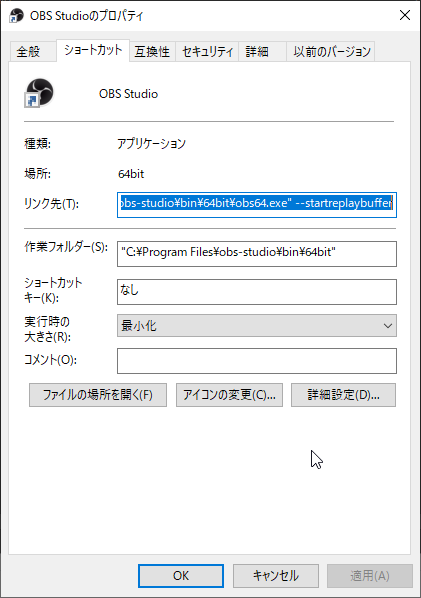 OBS Studioのプロパティ
全般 ショートカット 互換性 セキュリティ 詳細 以前のバージョン
OBS Studio
種類: アプリケーション
場所: 64bit
リンク先(T): obs-studio¥bin¥64bit¥obs64.exe" --startreplaybuffer
作業フォルダー(S): "C:¥Program Files¥obs-studio¥bin¥64bit"
ショートカット
キー(K): なし
実行時の
大きさ(R): 最小化
コメント(O):
ファイルの場所を開く(F) アイコンの変更(C)... 詳細設定(D)...
OK キャンセル 適用(A)